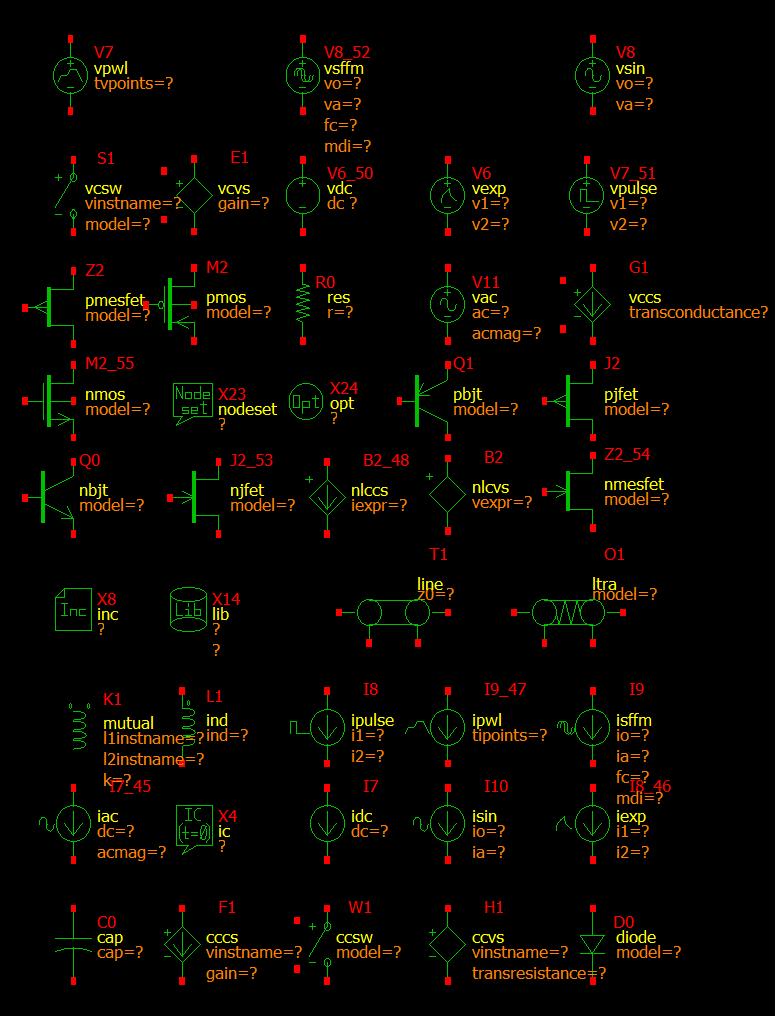 V7
vpwl
tvpoints=?
V8_52
vsffm
vo=?
va=?
fc=?
mdi=?
V8
vsin
vo=?
va=?
S1
vcsw
vinstname=?
model=?
E1
vcvs
gain=?
V6_50
vdc
dc ?
V6
vexp
v1=?
v2=?
V7_51
vpulse
v1=?
v2=?
Z2
pmesfet
model=?
M2
pmos
model=?
R0
res
r=?
V11
vac
ac=?
acmag=?
G1
vccs
transconductance?
M2_55
nmos
model=?
Node
set
X23
nodeset
?
Opt
X24
opt
?
Q1
pbjt
model=?
J2
pjfet
model=?
Q0
nbjt
model=?
J2_53
njfet
model=?
B2_48
nlccs
iexpr=?
B2
nlcvs
vexpr=?
Z2_54
nmesfet
model=?
Inc
X8
inc
?
Lib
X14
lib
?
?
T1
line
z0=?
O1
ltra
model=?
K1
mutual
l1instname=?
l2instname=?
k=?
L1
ind
ind=?
I8
ipulse
i1=?
i2=?
I9_47
ipwl
tipoints=?
I9
isffm
io=?
ia=?
fc=?
mdi=?
I7_45
iac
dc=?
acmag=?
IC
(t=0)
X4
ic
?
I7
idc
dc=?
I10
isin
io=?
ia=?
I8_46
iexp
i1=?
i2=?
C0
cap
cap=?
F1
cccs
vinstname=?
gain=?
W1
ccsw
model=?
H1
ccvs
vinstname=?
transresistance=?
D0
diode
model=?